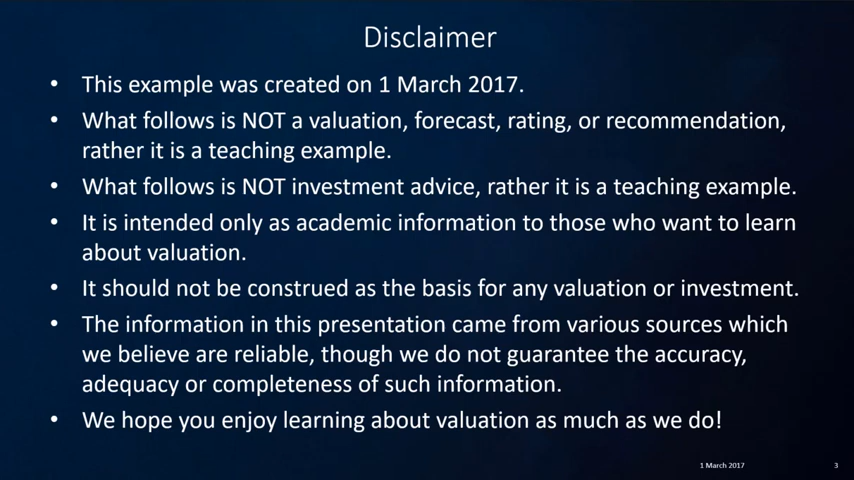 Disclaimer
• This example was created on 1 March 2017.
• What follows is NOT a valuation, forecast, rating, or recommendation,
rather it is a teaching example.
• What follows is NOT investment advice, rather it is a teaching example.
• It is intended only as academic information to those who want to learn
about valuation.
• It should not be construed as the basis for any valuation or investment.
• The information in this presentation came from various sources which
we believe are reliable, though we do not guarantee the accuracy,
adequacy or completeness of such information.
• We hope you enjoy learning about valuation as much as we do!
1 March 2017 3